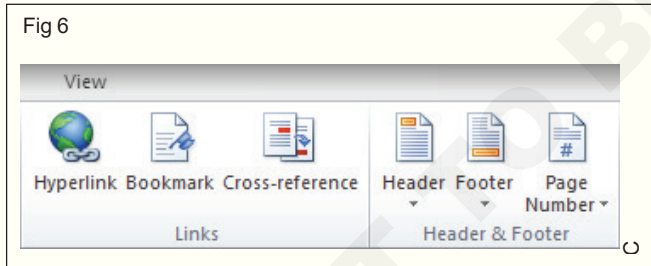 Fig 6
View
Hyperlink Bookmark Cross-reference Header Footer Page
Number
#
Links Header & Footer